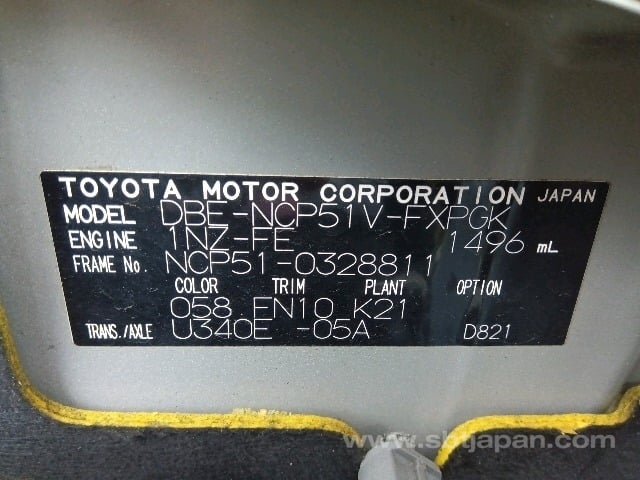 TOYOTA MOTOR CORPORATION JAPAN
MODEL DBE-NCP51V-FXPGK
ENGINE 1NZ-FE 1496 mL
FRAME No. NCP51-0328811
COLOR TRIM PLANT OPTION
058 EN10 K21
TRANS./AXLE U340E -05A D821
www.sbtjapan.com